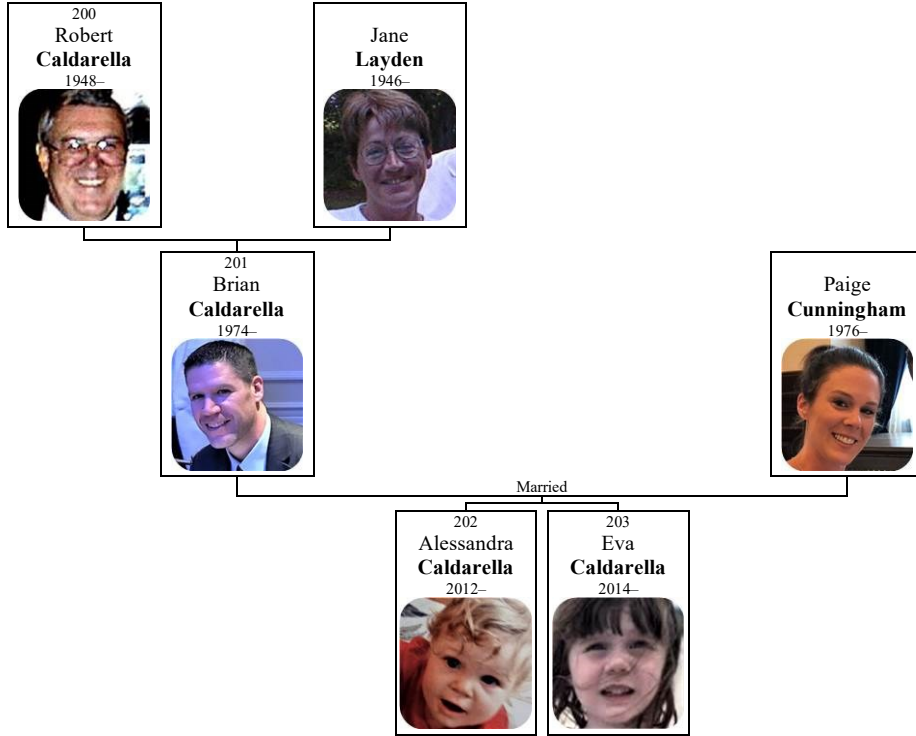 200
Robert
Caldarella
1948–
Jane
Layden
1946–
201
Brian
Caldarella
1974–
Paige
Cunningham
1976–
Married
202
Alessandra
Caldarella
2012–
203
Eva
Caldarella
2014–